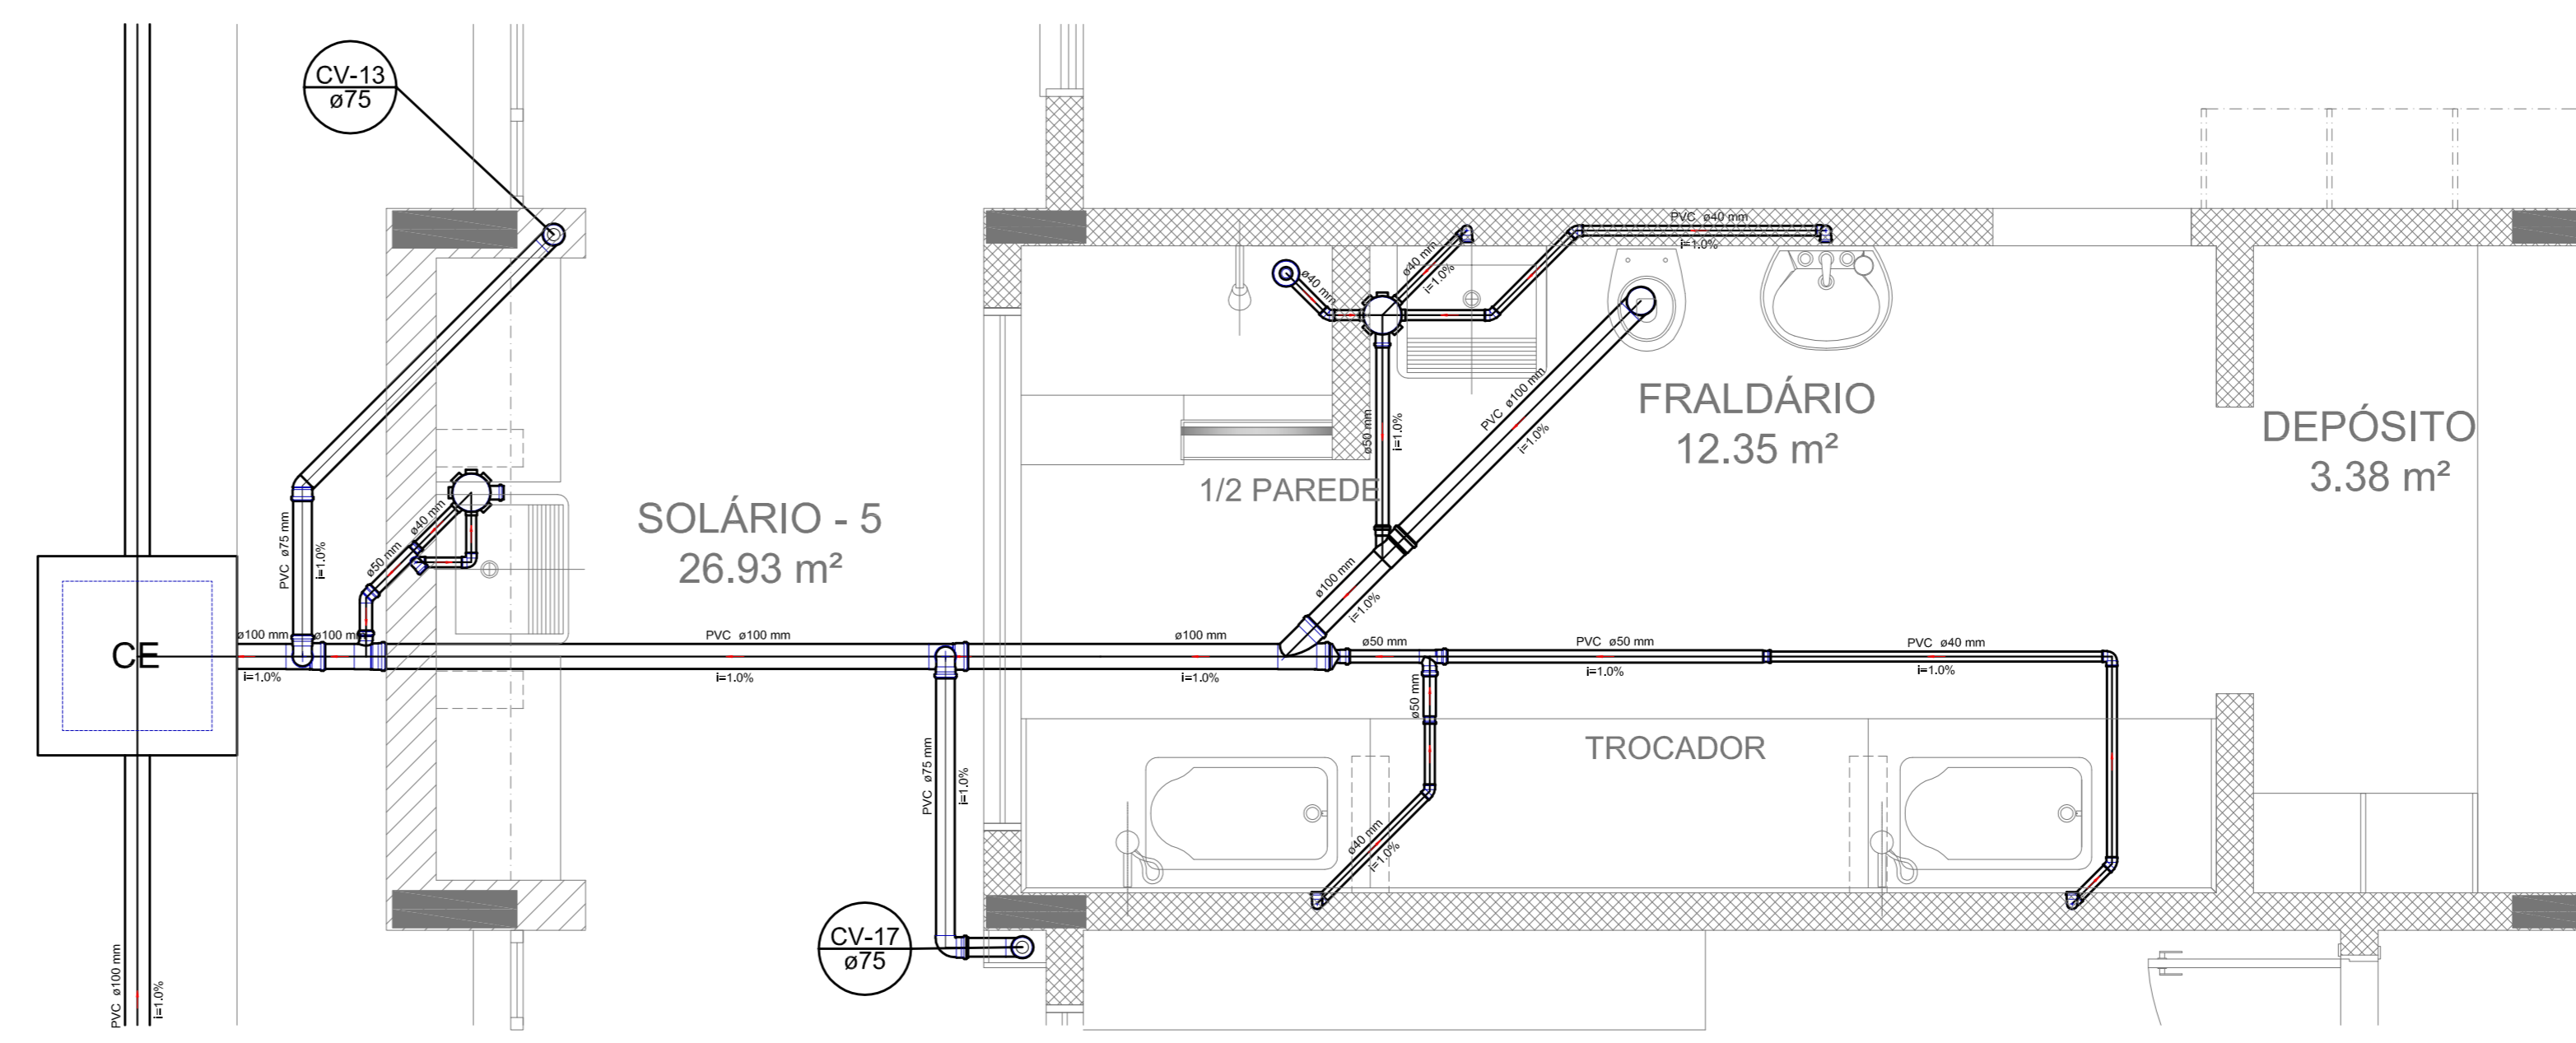 CV-13
ø75
PVC ø40 mm
i=1.0%
ø40 mm
ø40 mm
i=1.0%
PVC ø100 mm
i=1.0%
ø50 mm
i=1.0%
FRALDÁRIO
12.35 m²
DEPÓSITO
3.38 m²
1/2 PAREDE
SOLÁRIO - 5
26.93 m²
PVC ø75 mm
i=1.0%
ø40 mm
ø50 mm
ø100 mm
i=1.0%
CE
ø100 mm
i=1.0%
ø100 mm
PVC ø100 mm
i=1.0%
ø100 mm
i=1.0%
ø50 mm
PVC ø50 mm
i=1.0%
PVC ø40 mm
i=1.0%
ø50 mm
PVC ø75 mm
i=1.0%
TROCADOR
ø40 mm
i=1.0%
CV-17
ø75
PVC ø100 mm
i=1.0%